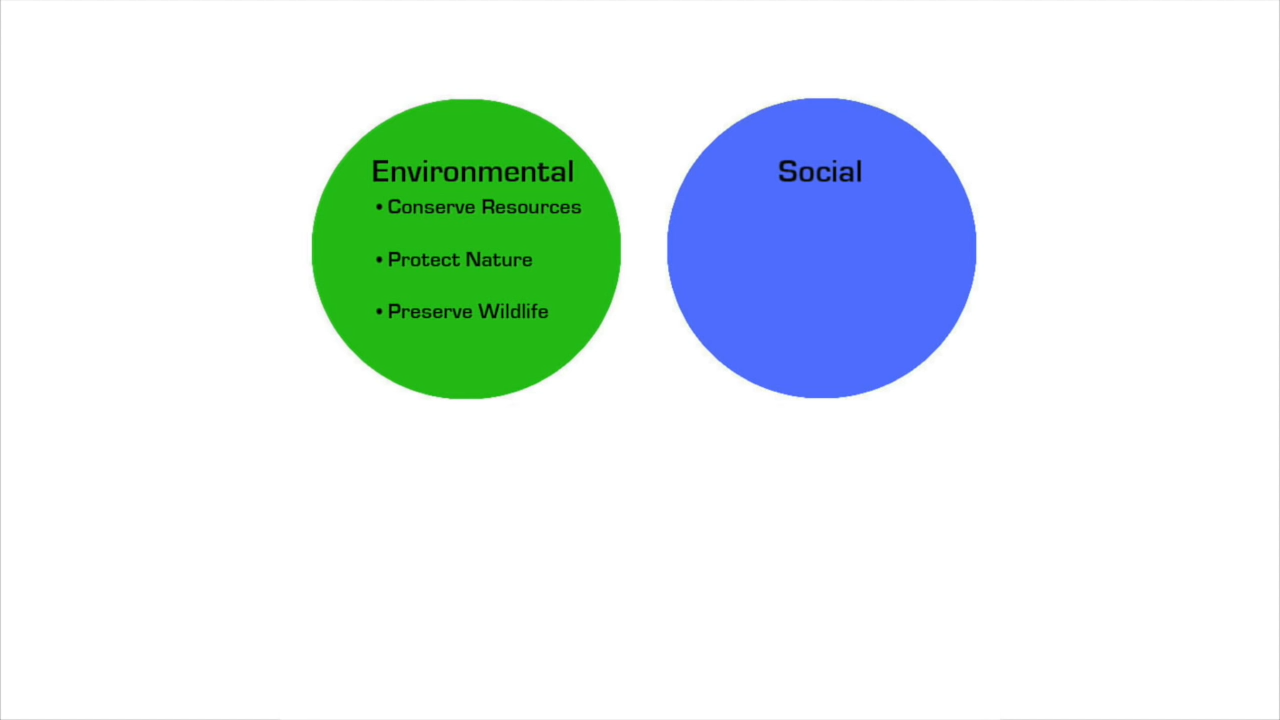 Environmental
• Conserve Resources
• Protect Nature
• Preserve Wildlife
Social